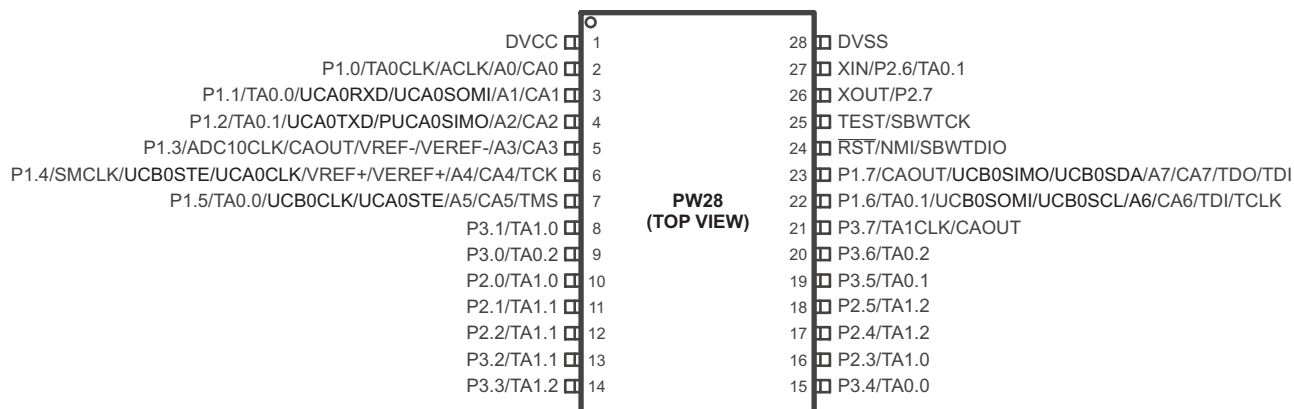 DVCC 1 28 DVSS
P1.0/TA0CLK/ACLK/A0/CA0 2 27 XIN/P2.6/TA0.1
P1.1/TA0.0/UCA0RXD/UCA0SOMI/A1/CA1 3 26 XOUT/P2.7
P1.2/TA0.1/UCA0TXD/PUCA0SIMO/A2/CA2 4 25 TEST/SBWTCK
P1.3/ADC10CLK/CAOUT/VREF-/VEREF-/A3/CA3 5 24 RST/NMI/SBWTDIO
P1.4/SMCLK/UCB0STE/UCA0CLK/VREF+/VEREF+/A4/CA4/TCK 6 23 P1.7/CAOUT/UCB0SIMO/UCB0SDA/A7/CA7/TDO/TDI
P1.5/TA0.0/UCB0CLK/UCA0STE/A5/CA5/TMS 7 PW28 22 P1.6/TA0.1/UCB0SOMI/UCB0SCL/A6/CA6/TDI/TCLK
P3.1/TA1.0 8 (TOP VIEW) 21 P3.7/TA1CLK/CAOUT
P3.0/TA0.2 9 20 P3.6/TA0.2
P2.0/TA1.0 10 19 P3.5/TA0.1
P2.1/TA1.1 11 18 P2.5/TA1.2
P2.2/TA1.1 12 17 P2.4/TA1.2
P3.2/TA1.1 13 16 P2.3/TA1.0
P3.3/TA1.2 14 15 P3.4/TA0.0